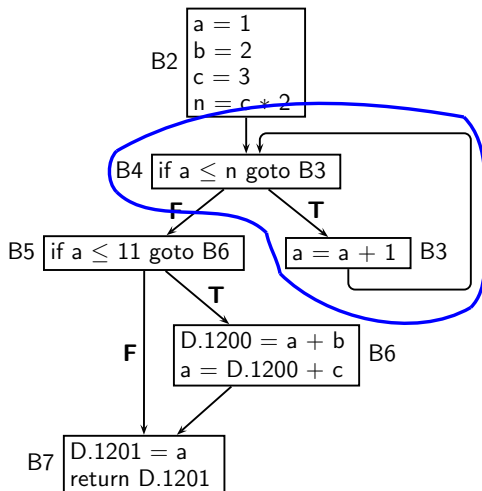 a = 1
B2
b = 2
c = 3
n = c * 2
B4
if a ≤ n goto B3
F
T
B5
if a ≤ 11 goto B6
a = a + 1
B3
T
F
D.1200 = a + b
a = D.1200 + c
B6
B7
D.1201 = a
return D.1201